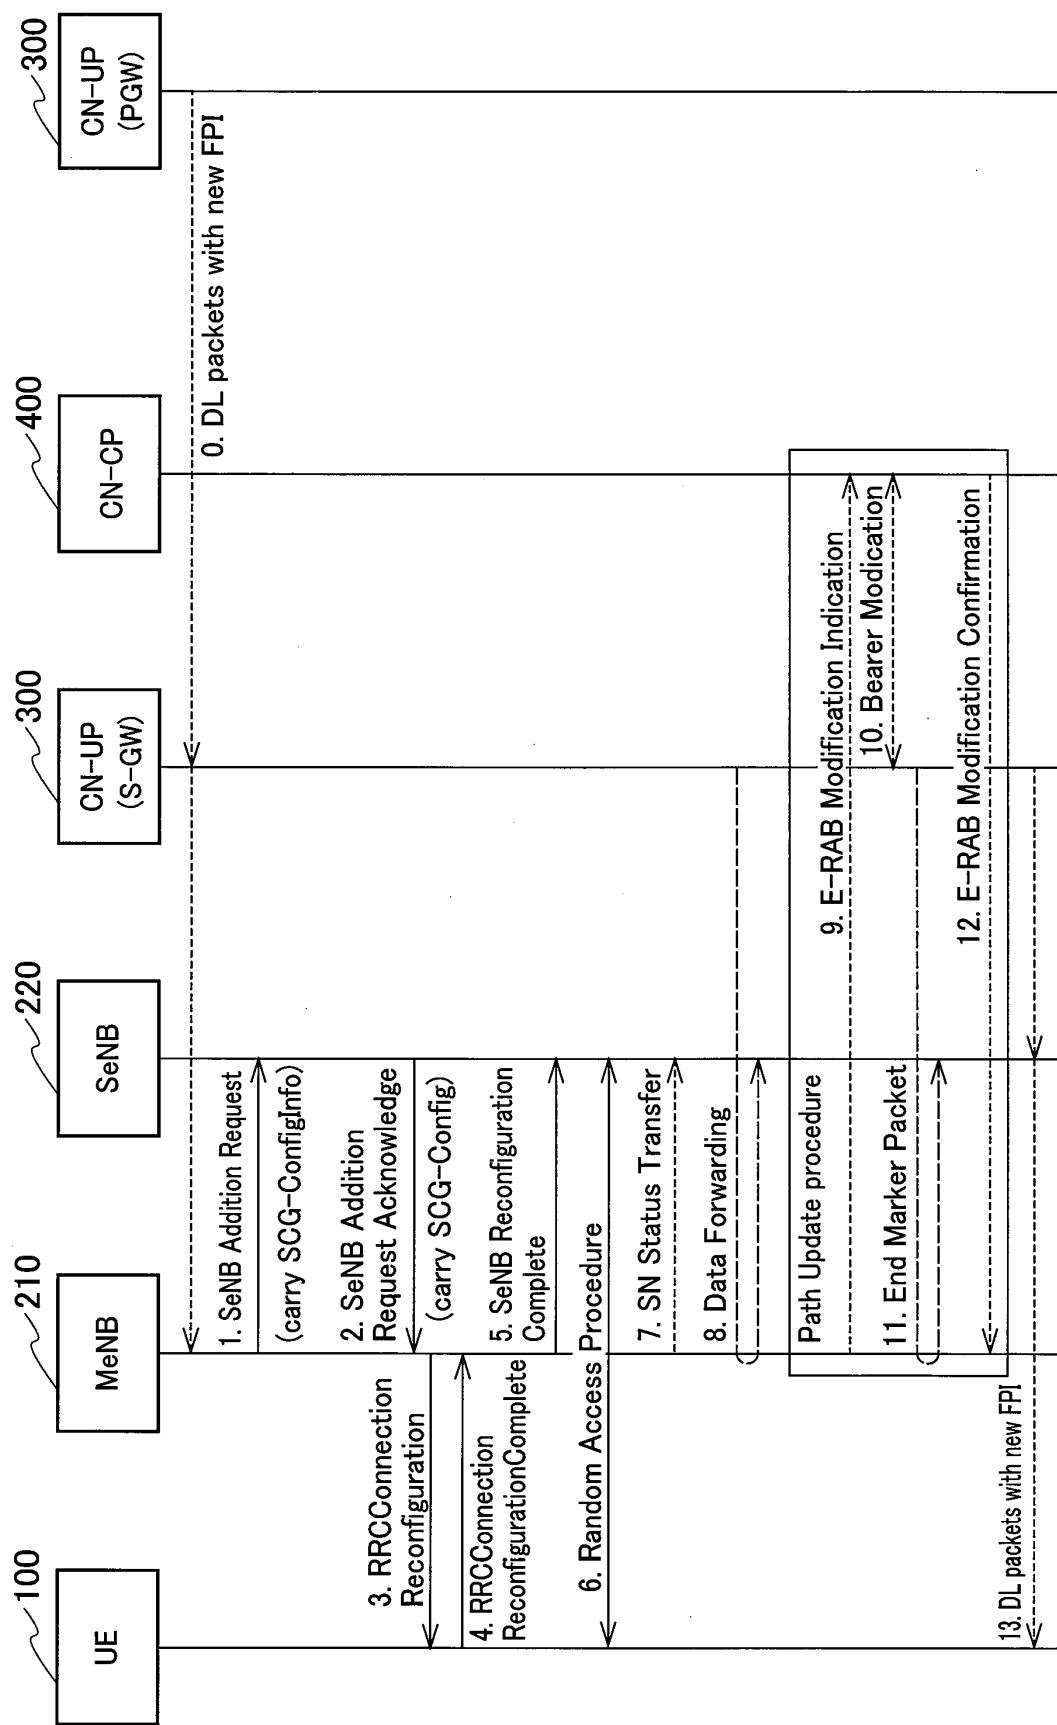 100
UE
210
MeNB
220
SeNB
300
CN-UP
(S-GW)
400
CN-CP
300
CN-UP
(PGW)
0. DL packets with new FPI
1. SeNB Addition Request
(carry SCG-ConfigInfo)
2. SeNB Addition
Request Acknowledge
(carry SCG-Config)
3. RRCConnection
Reconfiguration
4. RRCConnection
ReconfigurationComplete
5. SeNB Reconfiguration
Complete
6. Random Access Procedure
7. SN Status Transfer
8. Data Forwarding
Path Update procedure
9. E-RAB Modification Indication
10. Bearer Modication
11. End Marker Packet
12. E-RAB Modification Confirmation
13. DL packets with new FPI